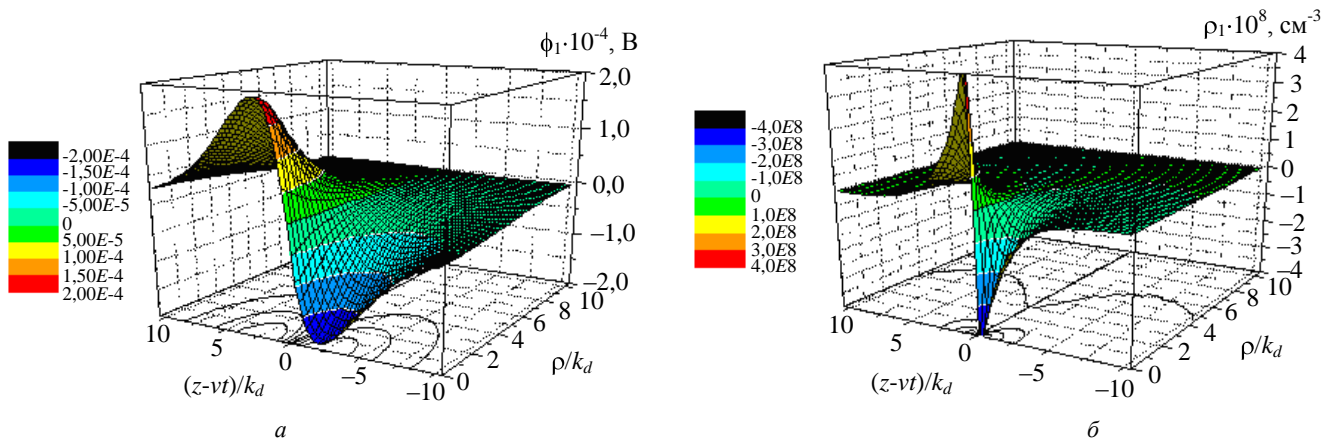 ϕ₁·10⁻⁴, В
2,0
1,0
0,0
–1,0
–2,0
-2,00E-4
-1,50E-4
-1,00E-4
-5,00E-5
0
5,00E-5
1,00E-4
1,50E-4
2,00E-4
10
5
0
–5
–10
(z-vt)/k_d
0
2
4
6
8
10
ρ/k_d
а
ρ₁·10⁸, см⁻³
4
3
2
1
0
–1
–2
–3
–4
-4,0E8
-3,0E8
-2,0E8
-1,0E8
0
1,0E8
2,0E8
3,0E8
4,0E8
10
5
0
–5
–10
(z-vt)/k_d
0
2
4
6
8
10
ρ/k_d
б